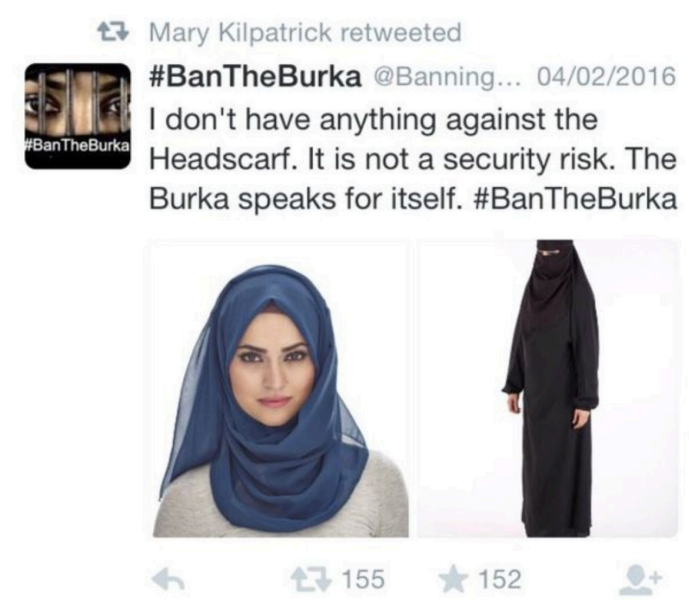 Mary Kilpatrick retweeted
#BanTheBurka @Banning... 04/02/2016
I don't have anything against the
Headscarf. It is not a security risk. The
Burka speaks for itself. #BanTheBurka
#BanTheBurka
155 152